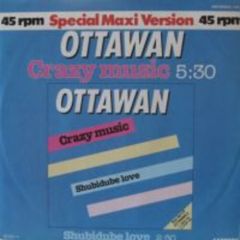 45 rpm Special Maxi Version 45 rpm
OTTAWAN
Crazy music 5:30
OTTAWAN
Crazy music
Shubidube love
Shubidube love